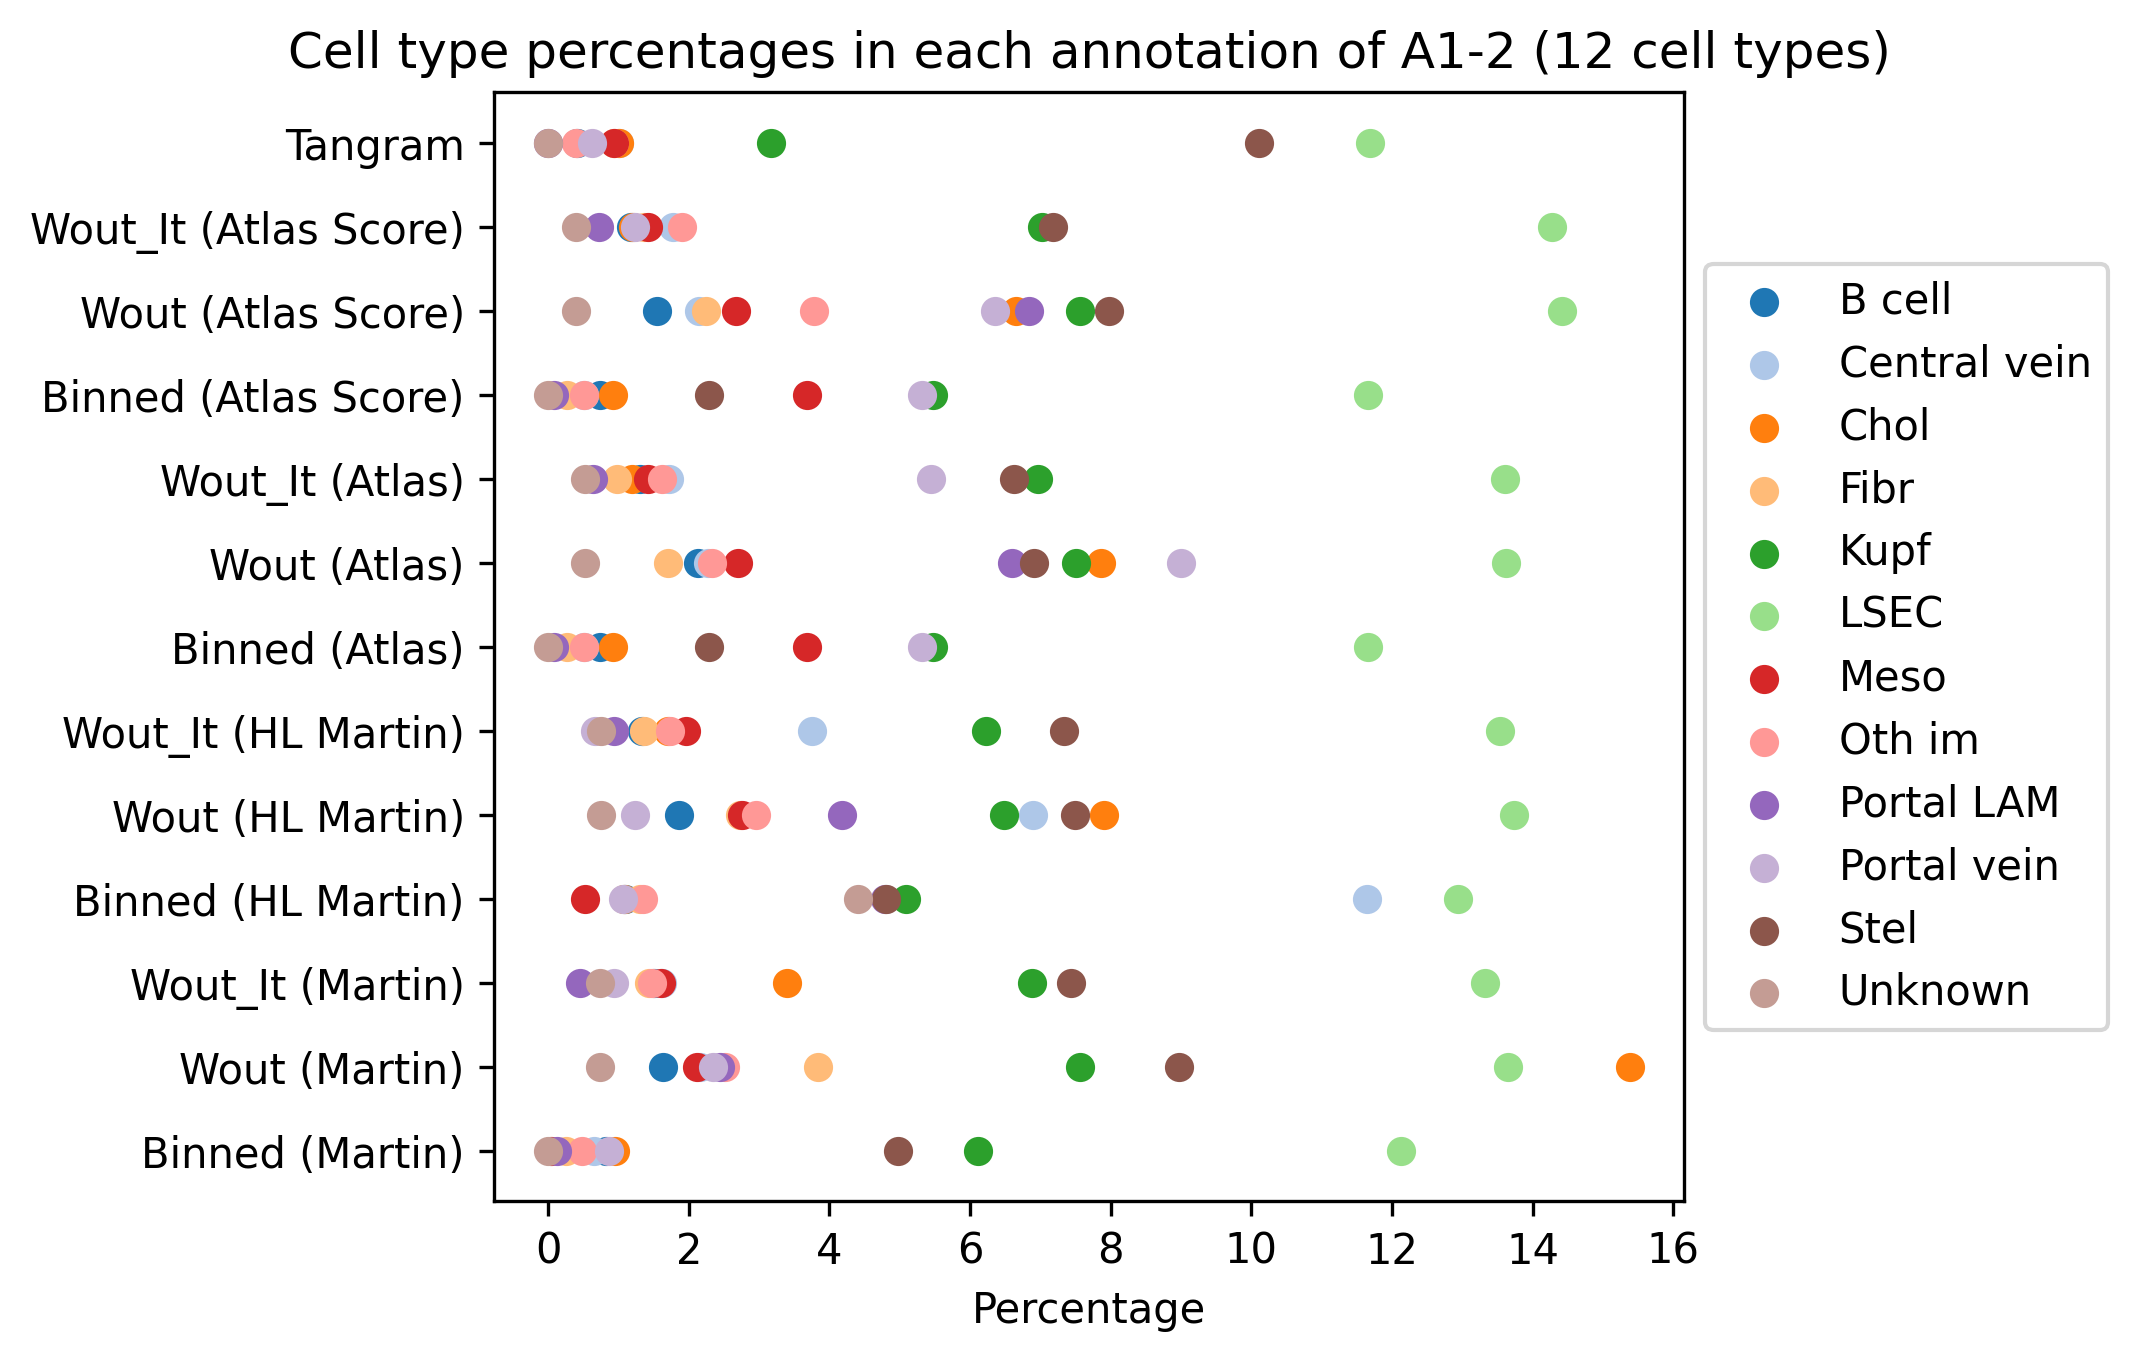 Cell type percentages in each annotation of A1-2 (12 cell types)
Tangram
Wout_It (Atlas Score)
Wout (Atlas Score)
Binned (Atlas Score)
Wout_It (Atlas)
Wout (Atlas)
Binned (Atlas)
Wout_It (HL Martin)
Wout (HL Martin)
Binned (HL Martin)
Wout_It (Martin)
Wout (Martin)
Binned (Martin)
0 2 4 6 8 10 12 14 16
Percentage
B cell
Central vein
Chol
Fibr
Kupf
LSEC
Meso
Oth im
Portal LAM
Portal vein
Stel
Unknown